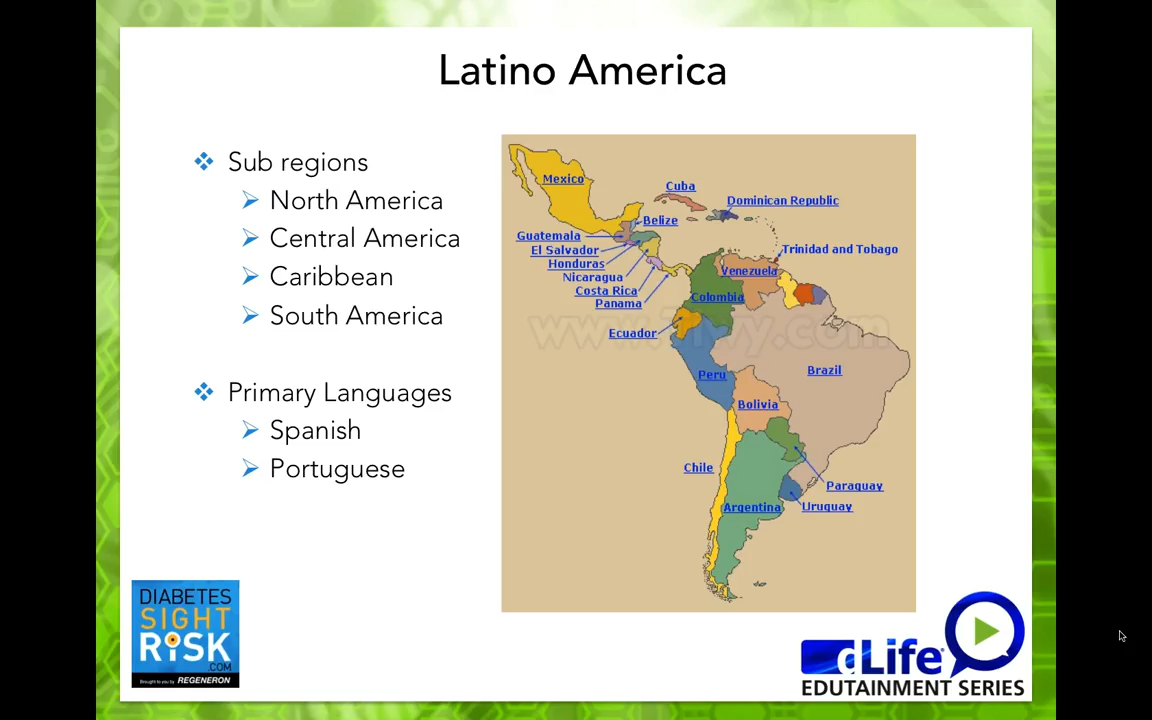 Latino America
Sub regions
North America
Central America
Caribbean
South America
Primary Languages
Spanish
Portuguese
Mexico
Cuba
Dominican Republic
Belize
Guatemala
El Salvador
Honduras
Nicaragua
Costa Rica
Panama
Trinidad and Tobago
Venezuela
Colombia
Ecuador
Peru
Brazil
Bolivia
Chile
Paraguay
Argentina
Uruguay
DIABETES
SIGHT
RISK
.COM
Brought to you by REGENERON
dLife®
EDUTAINMENT SERIES